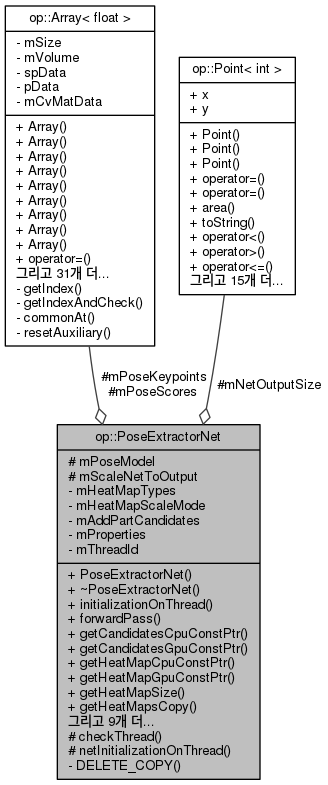 op::Array< float >
- mSize
- mVolume
- spData
- pData
- mCvMatData
+ Array()
+ Array()
+ Array()
+ Array()
+ Array()
+ Array()
+ Array()
+ Array()
+ Array()
+ operator=()
그리고 31개 더...
- getIndex()
- getIndexAndCheck()
- commonAt()
- resetAuxiliary()
op::Point< int >
+ x
+ y
+ Point()
+ Point()
+ Point()
+ operator=()
+ operator=()
+ area()
+ toString()
+ operator<()
+ operator>()
+ operator<=()
그리고 15개 더...
#mPoseKeypoints
#mPoseScores
#mNetOutputSize
op::PoseExtractorNet
# mPoseModel
# mScaleNetToOutput
- mHeatMapTypes
- mHeatMapScaleMode
- mAddPartCandidates
- mProperties
- mThreadId
+ PoseExtractorNet()
+ ~PoseExtractorNet()
+ initializationOnThread()
+ forwardPass()
+ getCandidatesCpuConstPtr()
+ getCandidatesGpuConstPtr()
+ getHeatMapCpuConstPtr()
+ getHeatMapGpuConstPtr()
+ getHeatMapSize()
+ getHeatMapsCopy()
그리고 9개 더...
# checkThread()
# netInitializationOnThread()
- DELETE_COPY()